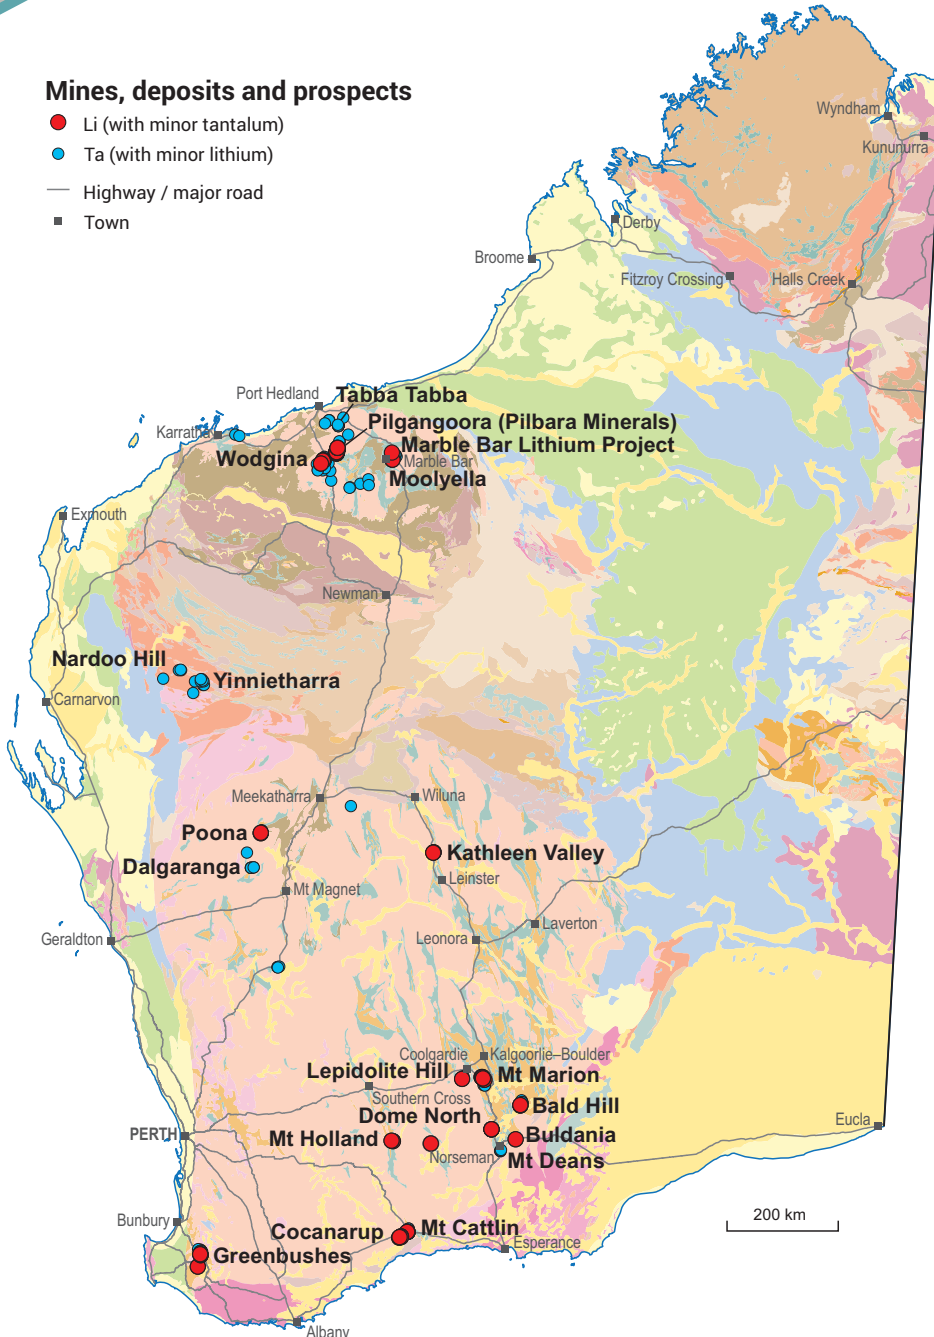 Mines, deposits and prospects
Li (with minor tantalum)
Ta (with minor lithium)
Highway / major road
Town
Wyndham
Kununurra
Derby
Broome
Fitzroy Crossing
Halls Creek
Port Hedland
Tabba Tabba
Pilgangoora (Pilbara Minerals)
Karratha
Marble Bar Lithium Project
Wodgina
Marble Bar
Moolyella
Exmouth
Newman
Nardoo Hill
Yinnietharra
Carnarvon
Meekatharra
Wiluna
Poona
Kathleen Valley
Dalgaranga
Leinster
Mt Magnet
Laverton
Geraldton
Leonora
Coolgardie
Kalgoorlie–Boulder
Lepidolite Hill
Mt Marion
Southern Cross
Bald Hill
Dome North
Eucla
PERTH
Mt Holland
Buldania
Norseman
Mt Deans
200 km
Bunbury
Cocanarup
Mt Cattlin
Esperance
Greenbushes
Albany